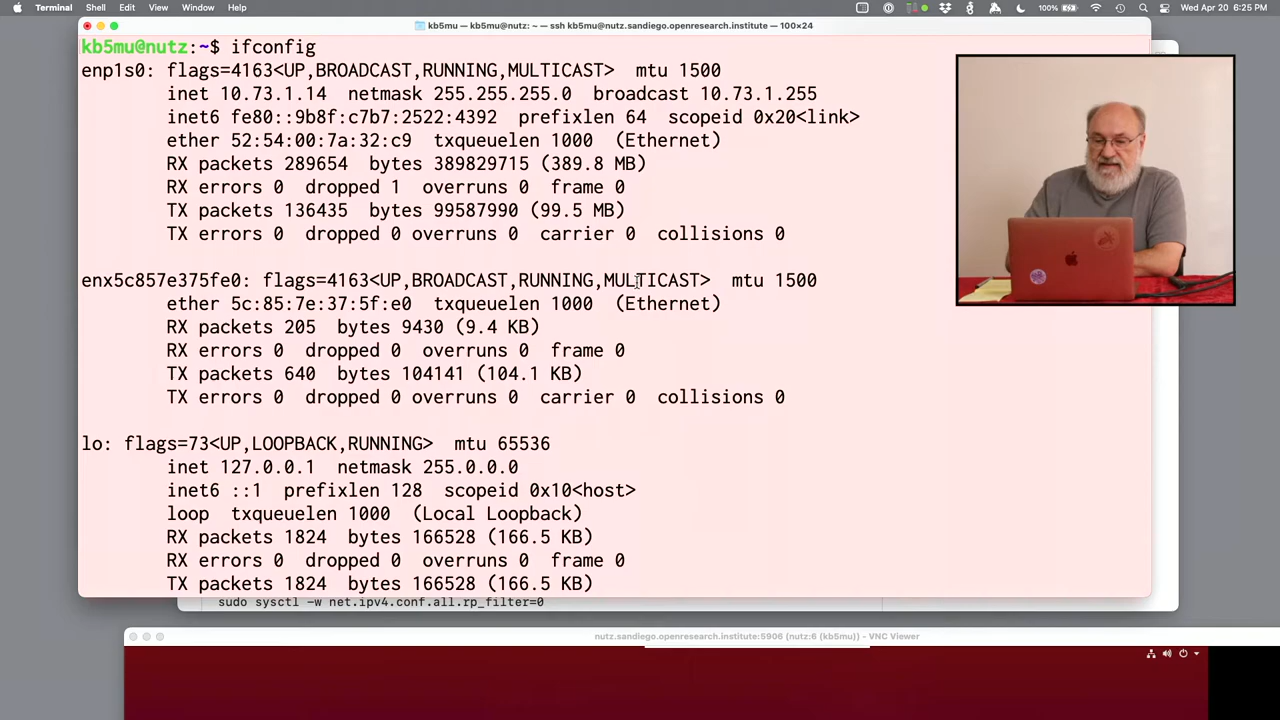 Terminal Shell Edit View Window Help
100% Wed Apr 20 6:25 PM
kb5mu — kb5mu@nutz: ~ — ssh kb5mu@nutz.sandiego.openresearch.institute — 100×24
kb5mu@nutz:~$ ifconfig
enp1s0: flags=4163<UP,BROADCAST,RUNNING,MULTICAST>  mtu 1500
inet 10.73.1.14  netmask 255.255.255.0  broadcast 10.73.1.255
inet6 fe80::9b8f:c7b7:2522:4392  prefixlen 64  scopeid 0x20<link>
ether 52:54:00:7a:32:c9  txqueuelen 1000  (Ethernet)
RX packets 289654  bytes 389829715 (389.8 MB)
RX errors 0  dropped 1  overruns 0  frame 0
TX packets 136435  bytes 99587990 (99.5 MB)
TX errors 0  dropped 0 overruns 0  carrier 0  collisions 0
enx5c857e375fe0: flags=4163<UP,BROADCAST,RUNNING,MULTICAST>  mtu 1500
ether 5c:85:7e:37:5f:e0  txqueuelen 1000  (Ethernet)
RX packets 205  bytes 9430 (9.4 KB)
RX errors 0  dropped 0  overruns 0  frame 0
TX packets 640  bytes 104141 (104.1 KB)
TX errors 0  dropped 0 overruns 0  carrier 0  collisions 0
lo: flags=73<UP,LOOPBACK,RUNNING>  mtu 65536
inet 127.0.0.1  netmask 255.0.0.0
inet6 ::1  prefixlen 128  scopeid 0x10<host>
loop  txqueuelen 1000  (Local Loopback)
RX packets 1824  bytes 166528 (166.5 KB)
RX errors 0  dropped 0  overruns 0  frame 0
TX packets 1824  bytes 166528 (166.5 KB)
sudo sysctl -w net.ipv4.conf.all.rp_filter=0
nutz.sandiego.openresearch.institute:5906 (nutz:6 (kb5mu)) - VNC Viewer